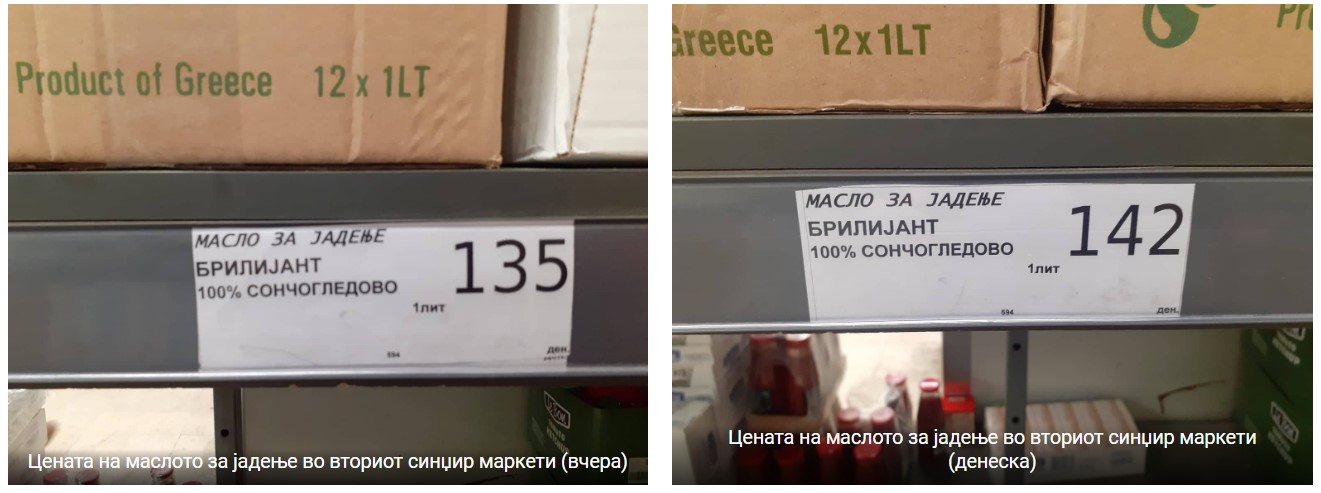 Product of Greece 12 x 1LT
МАСЛО ЗА ЈАДЕЊЕ
БРИЛИЈАНТ
100% СОНЧОГЛЕДОВО
135
1лит
594
ден.
Цената на маслото за јадење во вториот синџир маркети (вчера)
Greece 12 x 1LT
МАСЛО ЗА ЈАДЕЊЕ
БРИЛИЈАНТ
100% СОНЧОГЛЕДОВО
142
1лит
594
ден.
Цената на маслото за јадење во вториот синџир маркети
(денеска)